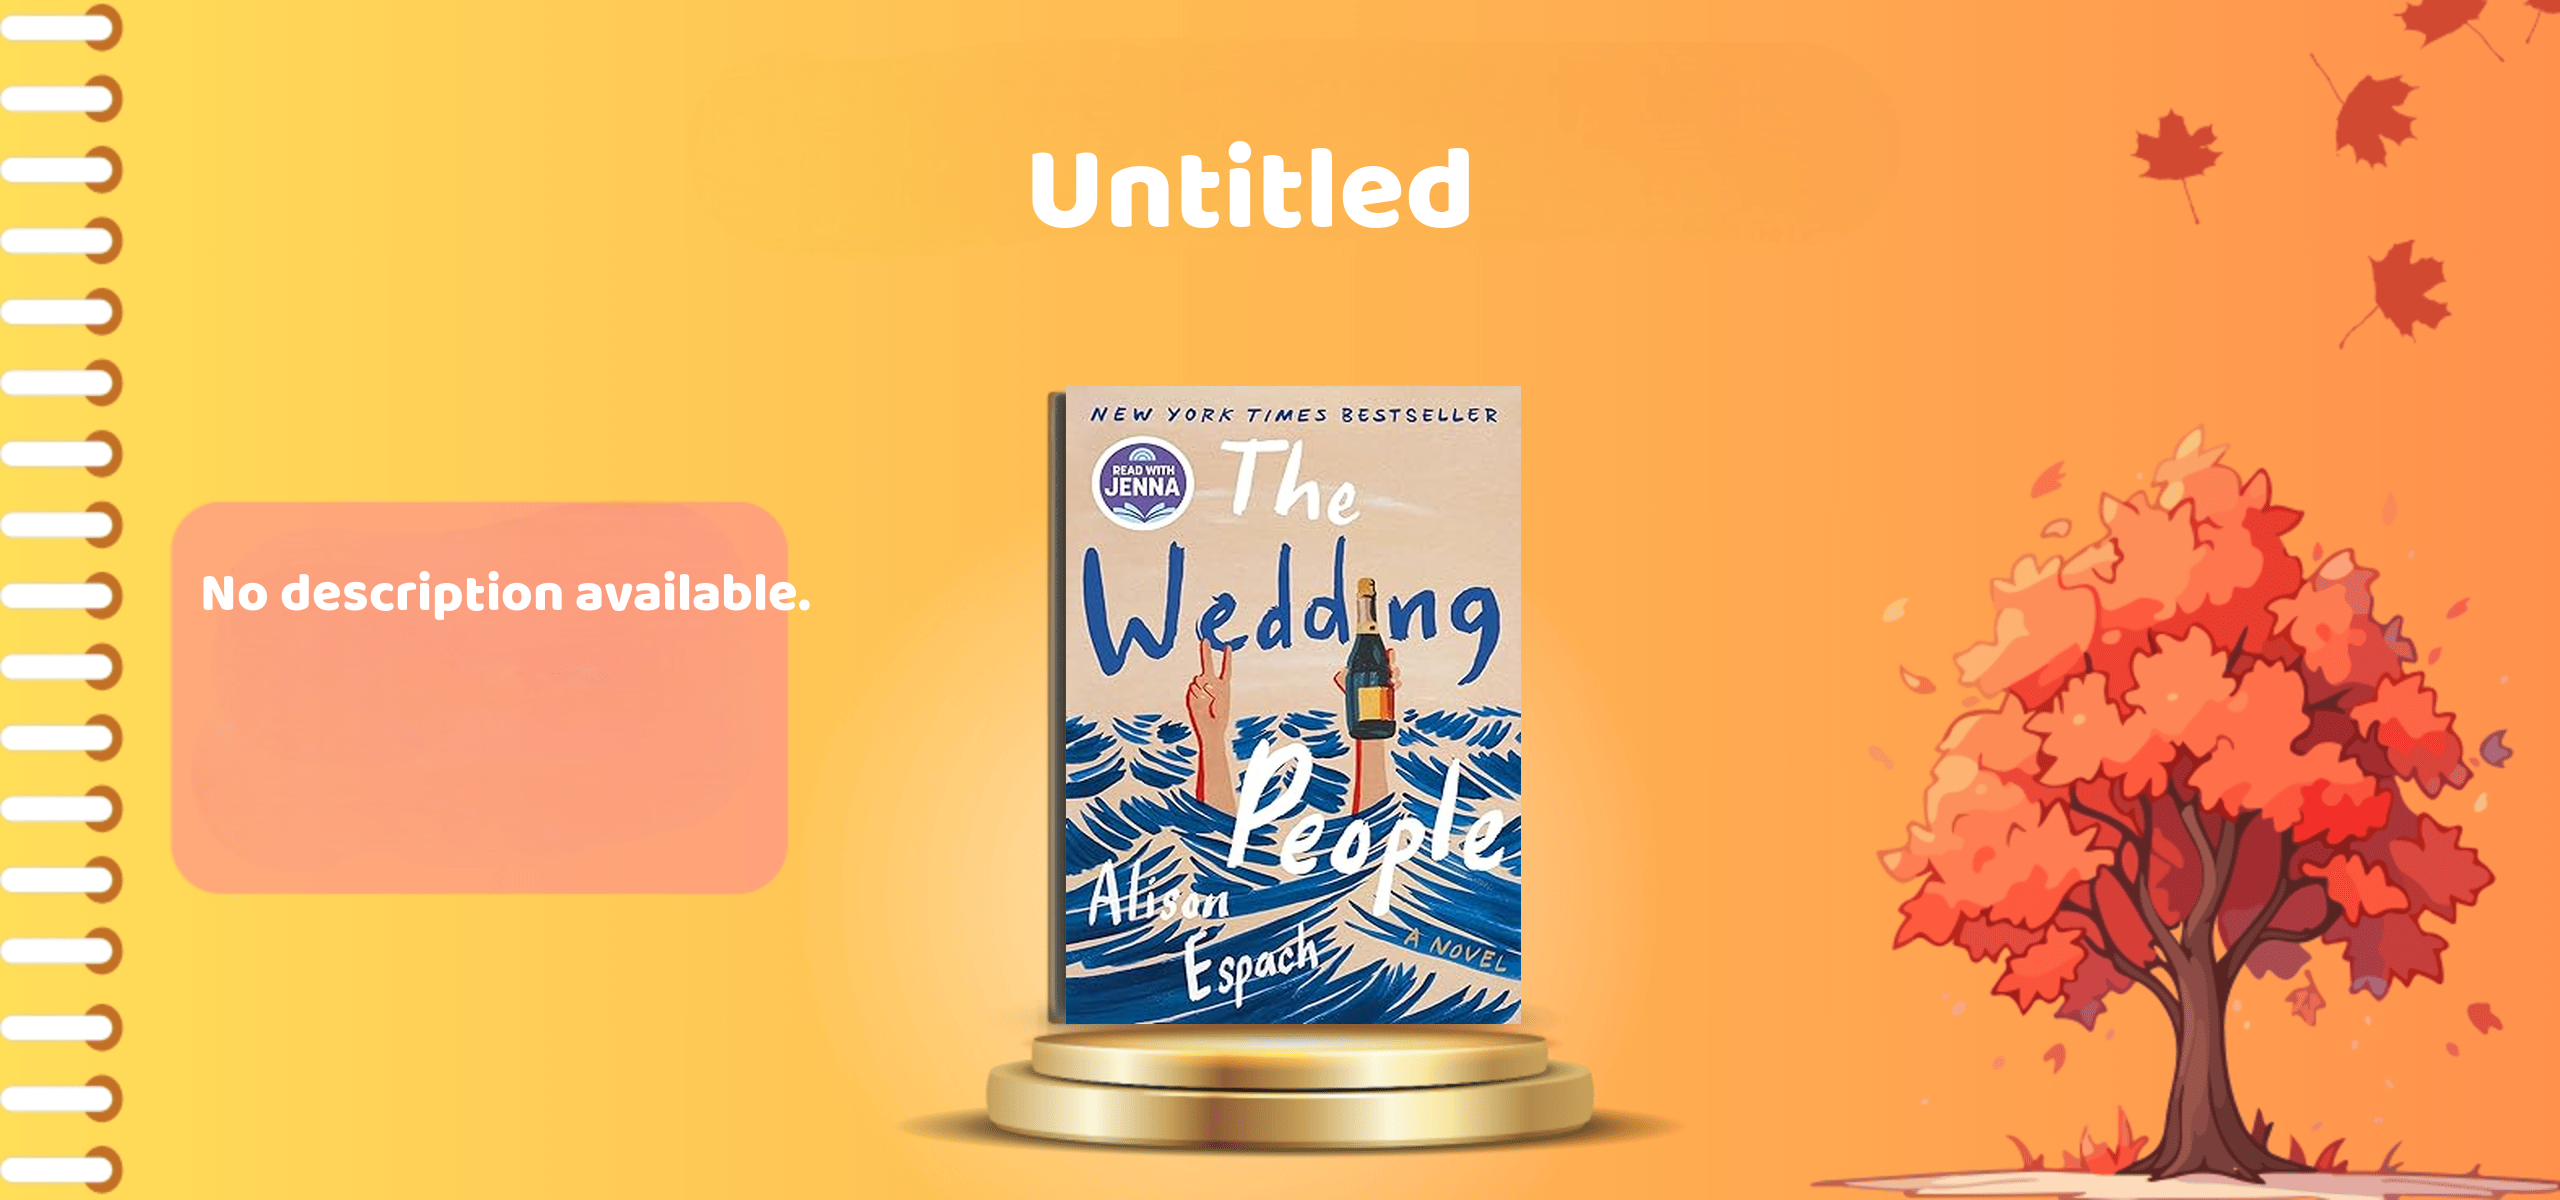 Untitled
No description available.
NEW YORK TIMES BESTSELLER
READ WITH
JENNA
The
Wedding
People
Alison
Espach
A NOVEL